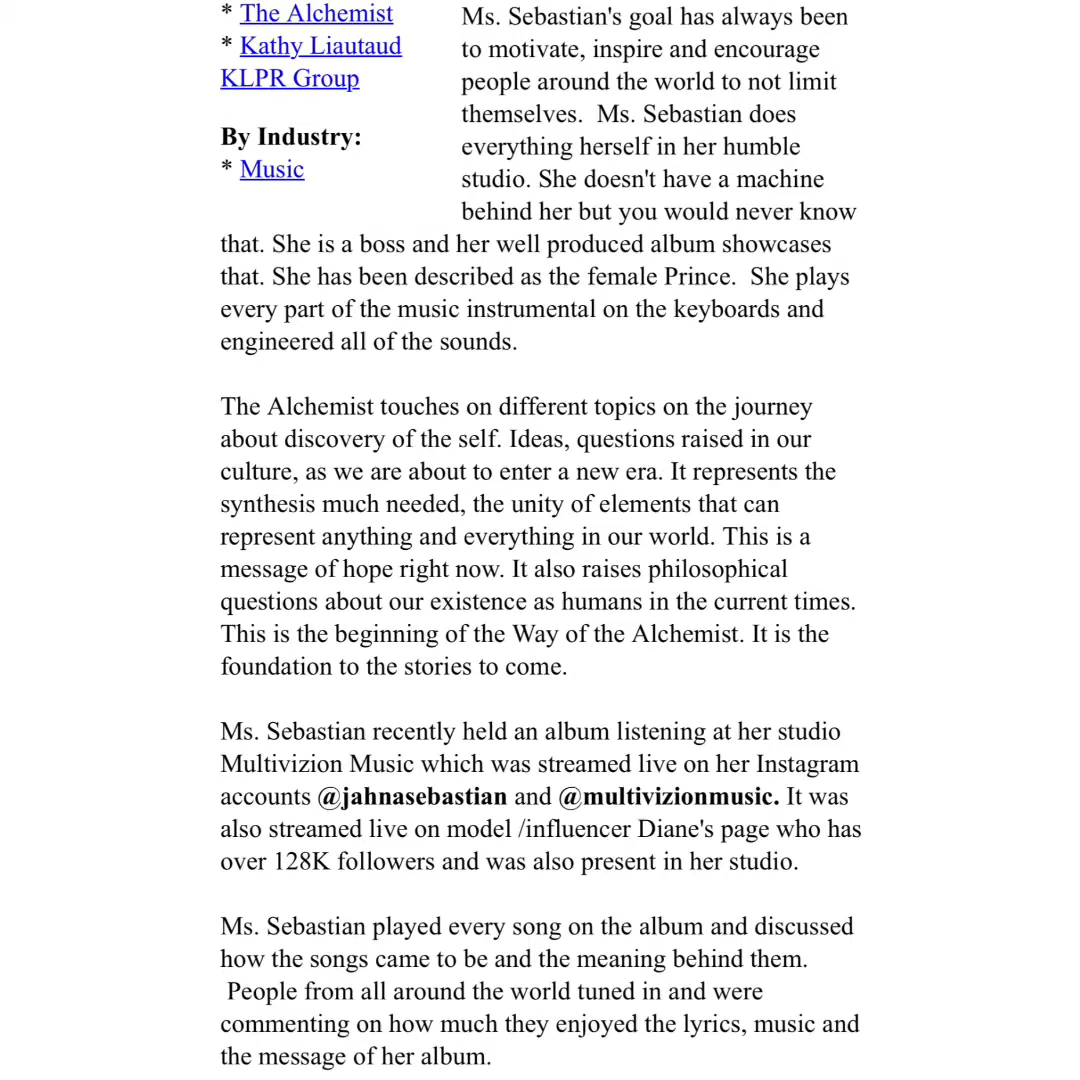 * The Alchemist
* Kathy Liautaud
KLPR Group
By Industry:
* Music
Ms. Sebastian's goal has always been
to motivate, inspire and encourage
people around the world to not limit
themselves.  Ms. Sebastian does
everything herself in her humble
studio. She doesn't have a machine
behind her but you would never know
that. She is a boss and her well produced album showcases
that. She has been described as the female Prince.  She plays
every part of the music instrumental on the keyboards and
engineered all of the sounds.
The Alchemist touches on different topics on the journey
about discovery of the self. Ideas, questions raised in our
culture, as we are about to enter a new era. It represents the
synthesis much needed, the unity of elements that can
represent anything and everything in our world. This is a
message of hope right now. It also raises philosophical
questions about our existence as humans in the current times.
This is the beginning of the Way of the Alchemist. It is the
foundation to the stories to come.
Ms. Sebastian recently held an album listening at her studio
Multivizion Music which was streamed live on her Instagram
accounts @jahnasebastian and @multivizionmusic. It was
also streamed live on model /influencer Diane's page who has
over 128K followers and was also present in her studio.
Ms. Sebastian played every song on the album and discussed
how the songs came to be and the meaning behind them.
People from all around the world tuned in and were
commenting on how much they enjoyed the lyrics, music and
the message of her album.